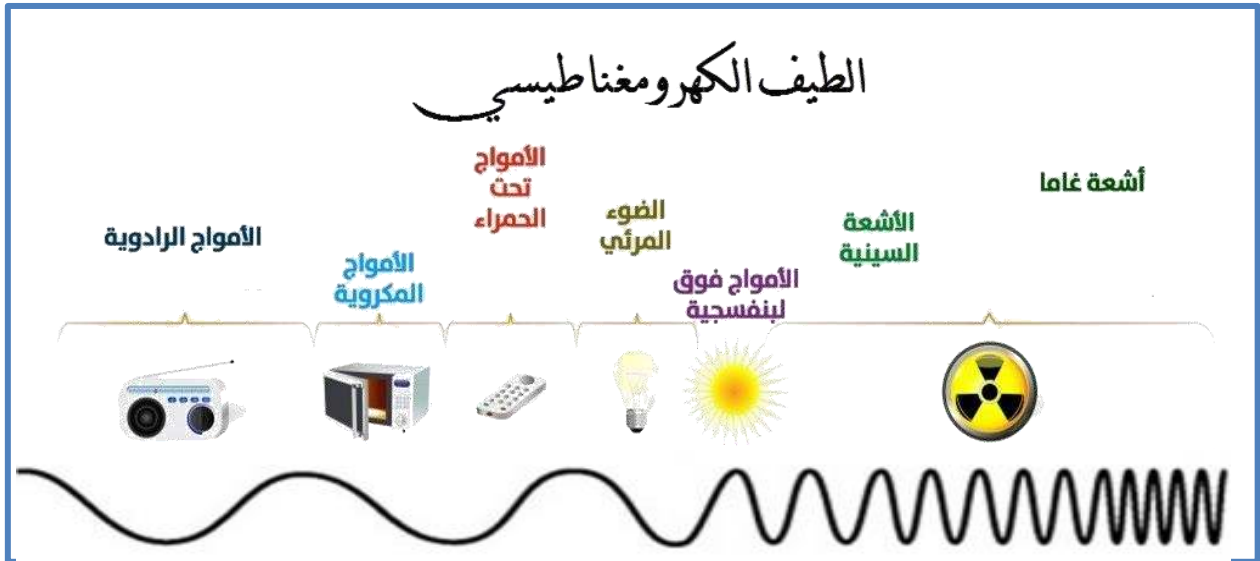 الطيف الكهرومغناطيسي
أشعة غاما
الأشعة
السينية
الأمواج فوق
لبنفسجية
الضوء
المرئي
الأمواج
تحت
الحمراء
الأمواج
المكروية
الأمواج الرادوية